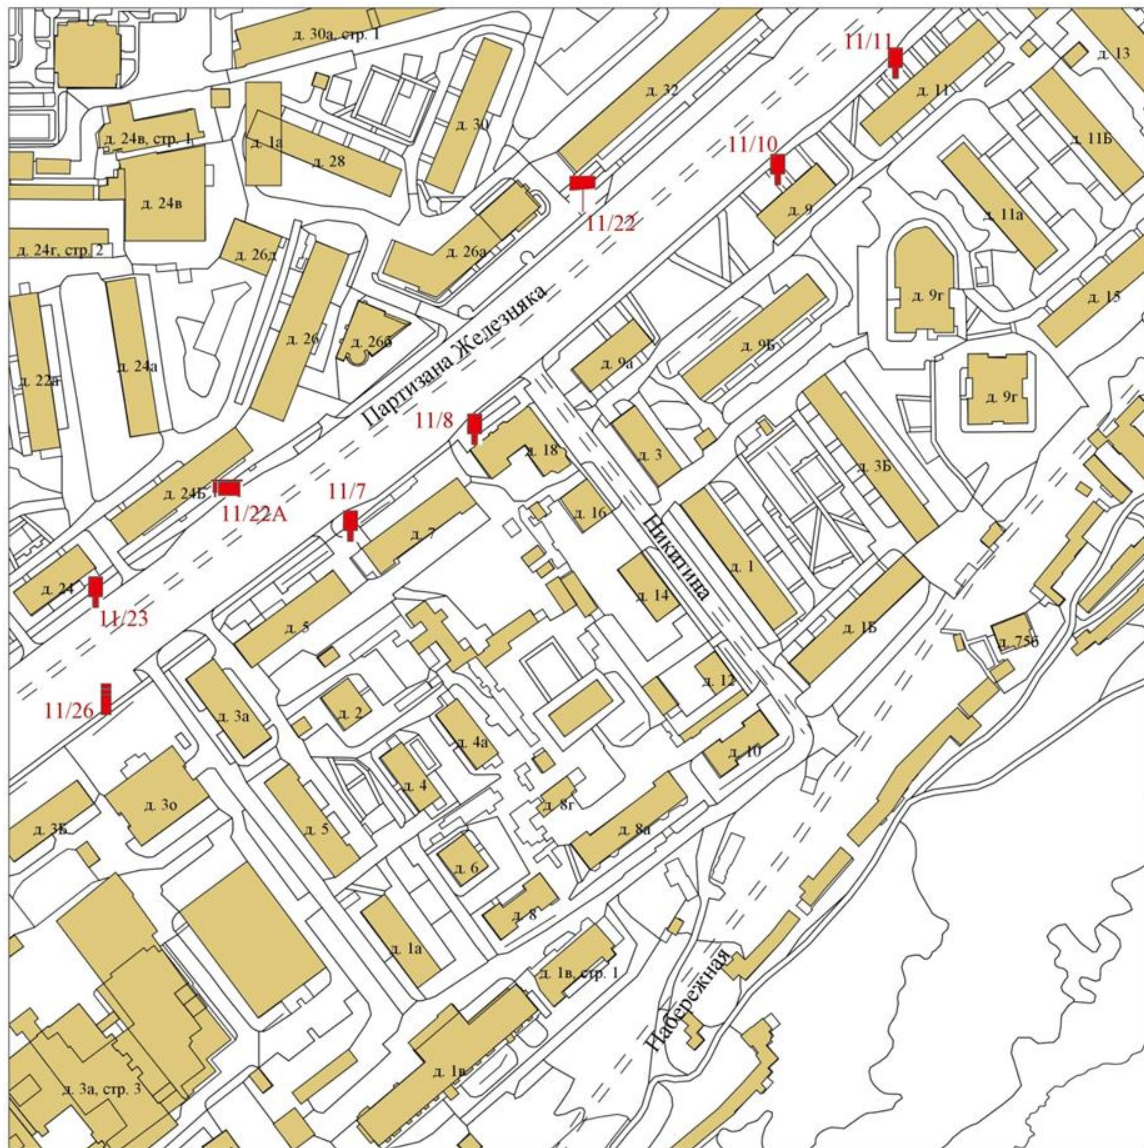 д. 30а, стр. 1
11/11
д. 13
д. 32
д. 11
д. 24в, стр. 1
д. 1а
д. 30
11/10
д. 11Б
д. 28
д. 24в
д. 9
д. 11а
11/22
д. 24г, стр. 2
д. 26д
д. 26а
д. 9г
д. 15
Партизана Железняка
д. 26
д. 26б
д. 9а
д. 9Б
д. 22а
д. 24а
д. 9г
11/8
д. 18
д. 3
д. 3Б
д. 24Б
11/7
11/22А
д. 16
д. 7
Никитина
д. 1
д. 24
д. 14
11/23
д. 5
д. 1Б
д. 75б
д. 12
11/26
д. 3а
д. 2
д. 4а
д. 10
д. 4
д. 3о
д. 8г
д. 3Б
д. 5
д. 8а
д. 6
д. 8
д. 1а
д. 1в, стр. 1
Набережная
д. 1в
д. 3а, стр. 3